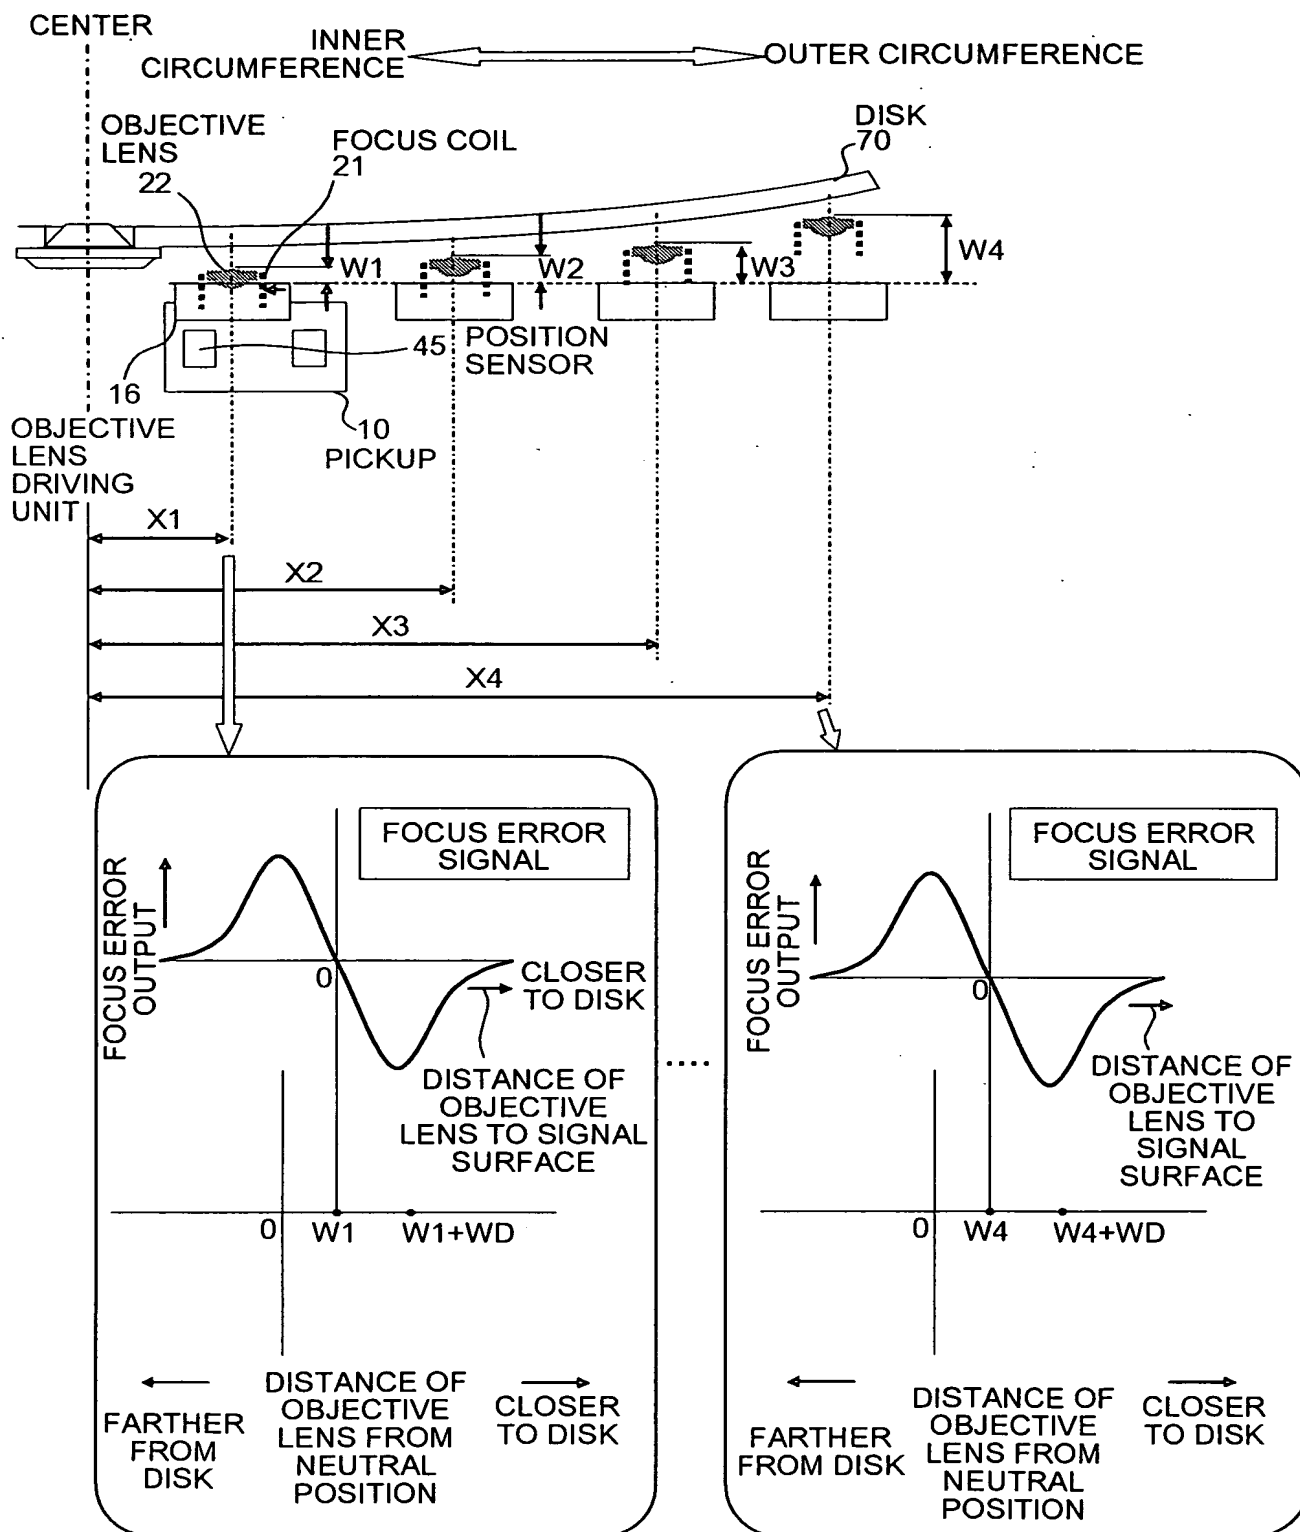 CENTER
INNER
CIRCUMFERENCE
OUTER CIRCUMFERENCE
OBJECTIVE
LENS
22
FOCUS COIL
21
DISK
70
W1
W2
W3
W4
45
POSITION
SENSOR
16
10
PICKUP
OBJECTIVE
LENS
DRIVING
UNIT
X1
X2
X3
X4
FOCUS ERROR
SIGNAL
FOCUS ERROR
OUTPUT
0
CLOSER
TO DISK
DISTANCE OF
OBJECTIVE
LENS TO SIGNAL
SURFACE
0
W1
W1+WD
FARTHER
FROM
DISK
DISTANCE OF
OBJECTIVE
LENS FROM
NEUTRAL
POSITION
CLOSER
TO DISK
.....
FOCUS ERROR
SIGNAL
FOCUS ERROR
OUTPUT
0
DISTANCE OF
OBJECTIVE
LENS TO
SIGNAL
SURFACE
0
W4
W4+WD
FARTHER
FROM DISK
DISTANCE OF
OBJECTIVE
LENS FROM
NEUTRAL
POSITION
CLOSER
TO DISK